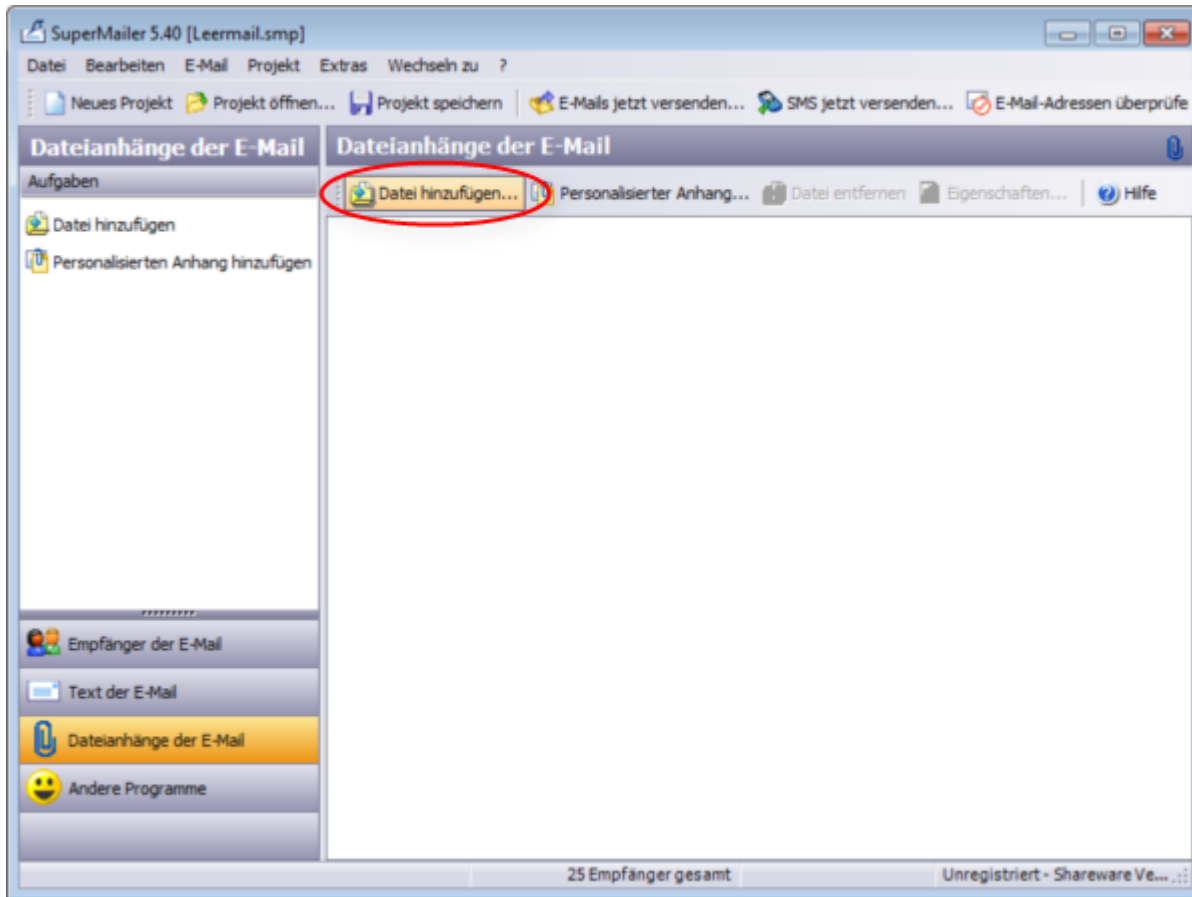 SuperMailer 5.40 [Leermail.smp]
Datei Bearbeiten E-Mail Projekt Extras Wechseln zu ?
Neues Projekt Projekt öffnen... Projekt speichern E-Mails jetzt versenden... SMS jetzt versenden... E-Mail-Adressen überprüfe
Dateianhänge der E-Mail
Aufgaben
Datei hinzufügen
Personalisierten Anhang hinzufügen
Dateianhänge der E-Mail
Datei hinzufügen... Personalisierter Anhang... Datei entfernen Eigenschaften... Hilfe
Empfänger der E-Mail
Text der E-Mail
Dateianhänge der E-Mail
Andere Programme
25 Empfänger gesamt Unregistriert - Shareware Ve...